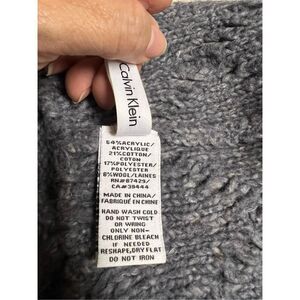 Calvin Klein
54%ACRYLIC/
ACRYLIQUE
21%COTTON/
COTON
17%POLYESTER/
POLYESTER
8%WOOL/LAINES
RN#87429/
CA#39444
MADE IN CHINA/
FABRIQUÉ EN CHINE
HAND WASH COLD
DO NOT TWIST
OR WRING
ONLY NON-
CHLORINE BLEACH
IF NEEDED
RESHAPE,DRY FLAT
DO NOT IRON